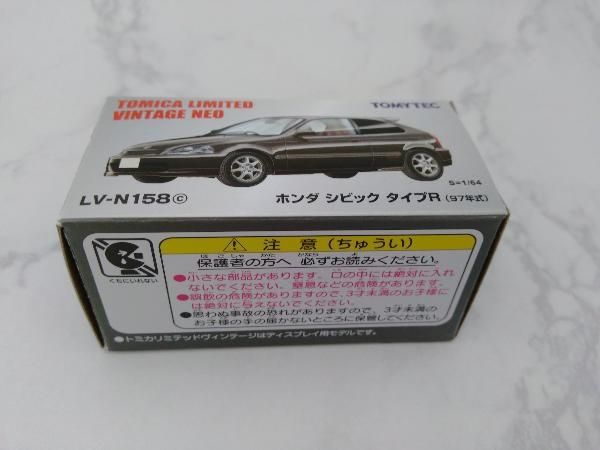 TOMICA LIMITED
VINTAGE NEO
TOMYTEC
S=1/64
LV-N158ⓒ
ホンダ シビック タイプR (97年式)
くちにいれない
⚠ 注意(ちゅうい)
保護者の方へ 必ずお読みください。
●小さな部品があります。口の中には絶対に入れ
ないでください。窒息などの危険があります。
●誤飲の危険がありますので、3才未満のお子様に
は絶対に与えないでください。
●思わぬ事故の恐れがありますので、3才未満の
お子様の手の届かないところに保管してください。
●トミカリミテッドヴィンテージはディスプレイ用モデルです。